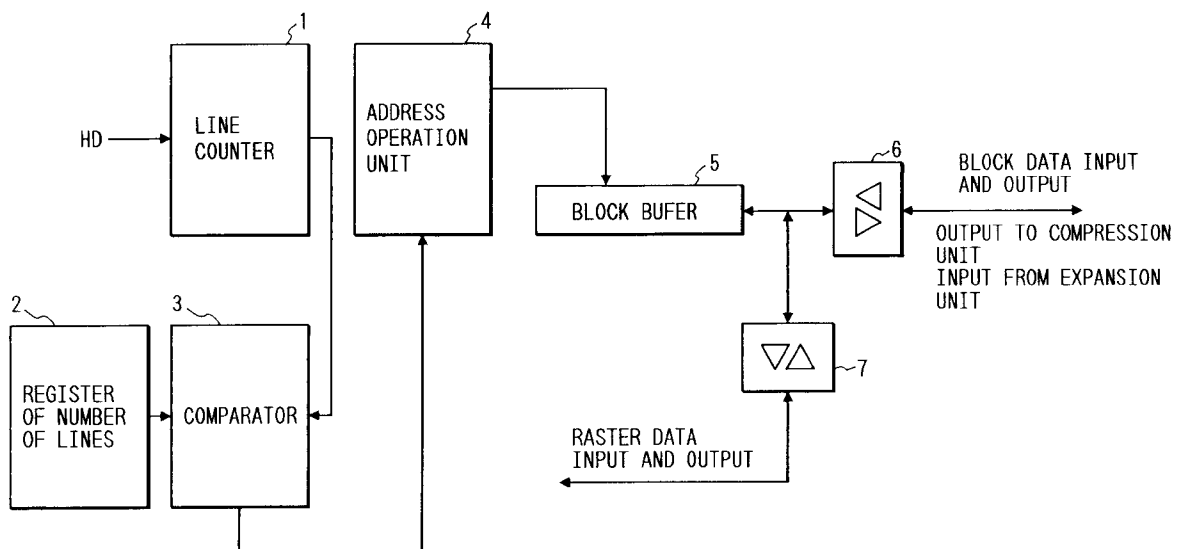 1
LINE
COUNTER
HD
4
ADDRESS
OPERATION
UNIT
5
BLOCK BUFER
6
BLOCK DATA INPUT
AND OUTPUT
OUTPUT TO COMPRESSION
UNIT
INPUT FROM EXPANSION
UNIT
2
REGISTER
OF NUMBER
OF LINES
3
COMPARATOR
7
RASTER DATA
INPUT AND OUTPUT